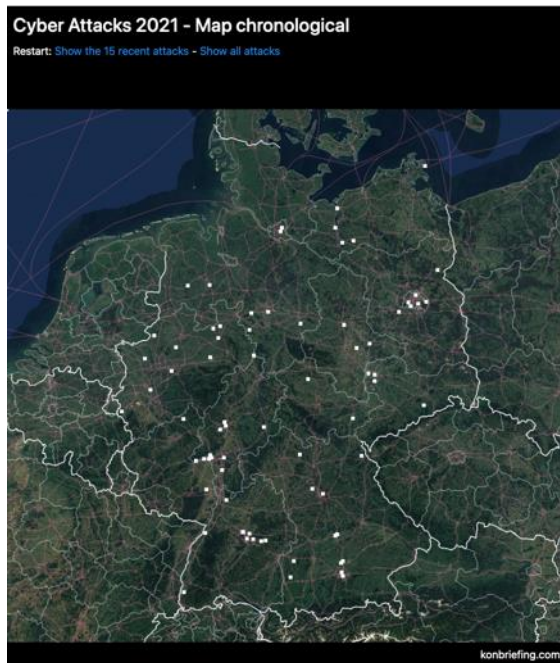 Cyber Attacks 2021 - Map chronological
Restart: Show the 15 recent attacks - Show all attacks
konbriefing.com